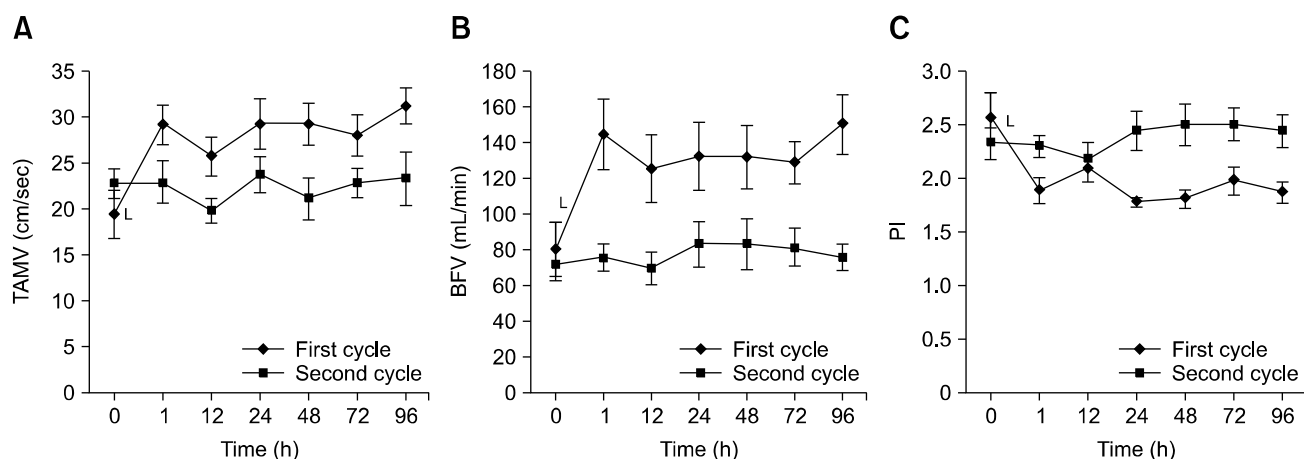 A
TAMV (cm/sec)
35
30
25
20
15
10
5
0
L
First cycle
Second cycle
0 1 12 24 48 72 96
Time (h)
B
BFV (mL/min)
180
160
140
120
100
80
60
40
20
0
L
First cycle
Second cycle
0 1 12 24 48 72 96
Time (h)
C
PI
3.0
2.5
2.0
1.5
1.0
0.5
0
L
First cycle
Second cycle
0 1 12 24 48 72 96
Time (h)